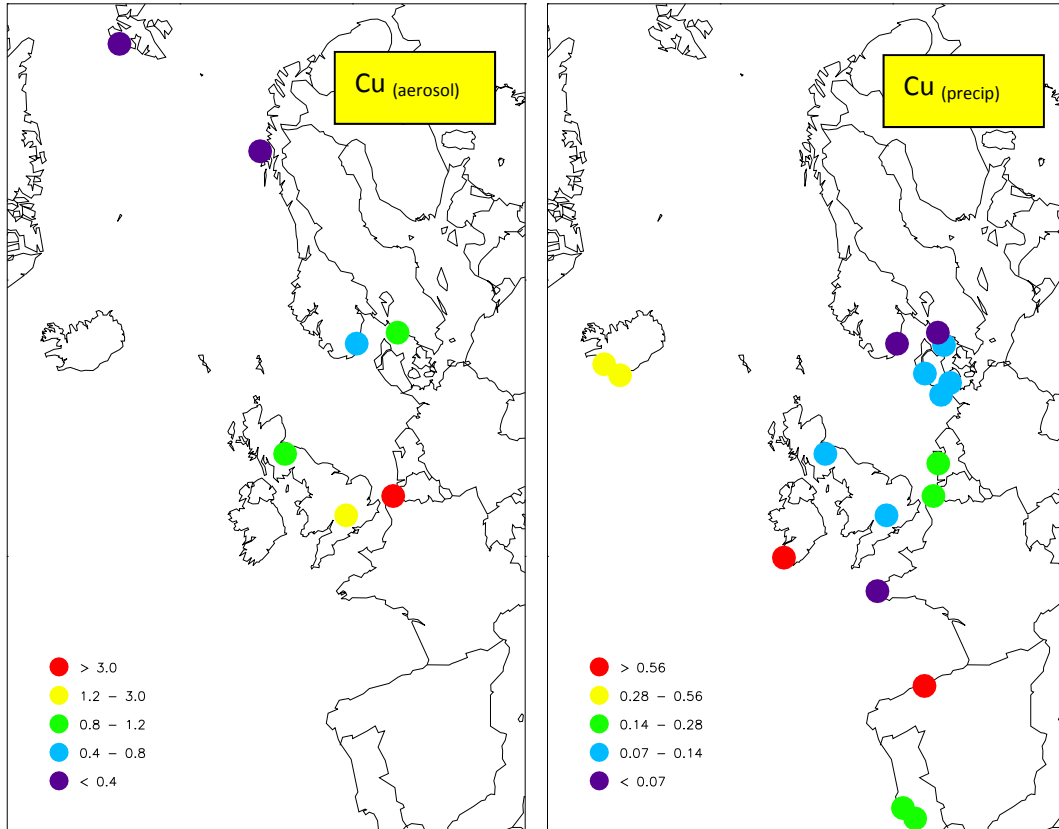 Cu (aerosol)
> 3.0
1.2 – 3.0
0.8 – 1.2
0.4 – 0.8
< 0.4
Cu (precip)
> 0.56
0.28 – 0.56
0.14 – 0.28
0.07 – 0.14
< 0.07